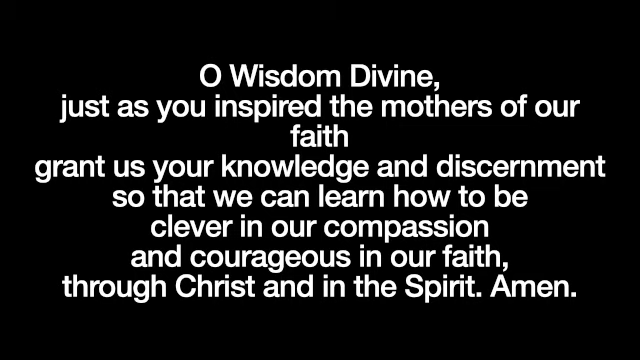 O Wisdom Divine,
just as you inspired the mothers of our
faith
grant us your knowledge and discernment
so that we can learn how to be
clever in our compassion
and courageous in our faith,
through Christ and in the Spirit. Amen.